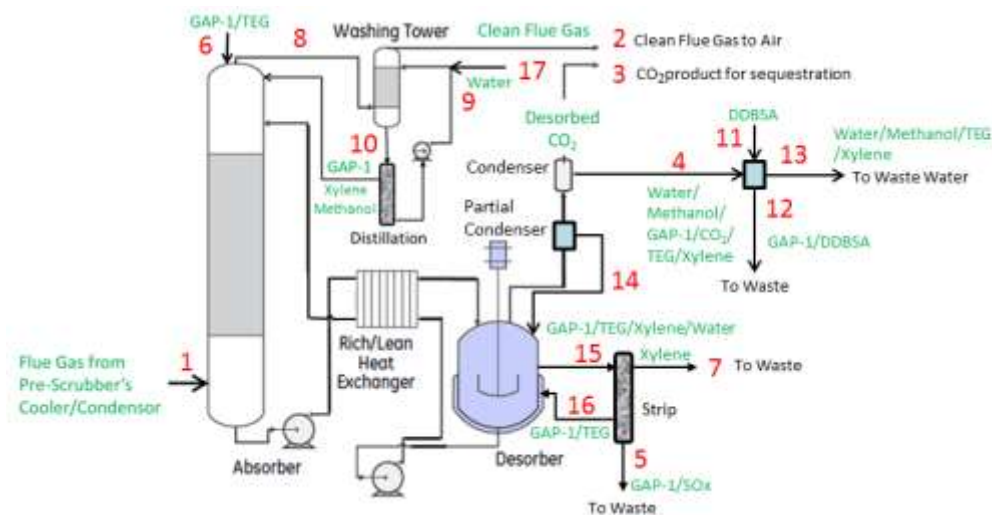 GAP-1/TEG
6
8
Washing Tower
Clean Flue Gas
2
Clean Flue Gas to Air
17
Water
3
CO₂product for sequestration
9
Desorbed
CO₂
DDBSA
11
Water/Methanol/TEG
/Xylene
10
GAP-1
Xylene
Methanol
Condenser
4
13
To Waste Water
Partial
Condenser
Water/
Methanol/
GAP-1/CO₂/
TEG/Xylene
12
GAP-1/DDBSA
Distillation
To Waste
14
Flue Gas from
Pre-Scrubber's
Cooler/Condensor
1
Rich/Lean
Heat
Exchanger
GAP-1/TEG/Xylene/Water
15
Xylene
7
To Waste
16
Strip
GAP-1/TEG
Absorber
Desorber
5
GAP-1/SOx
To Waste